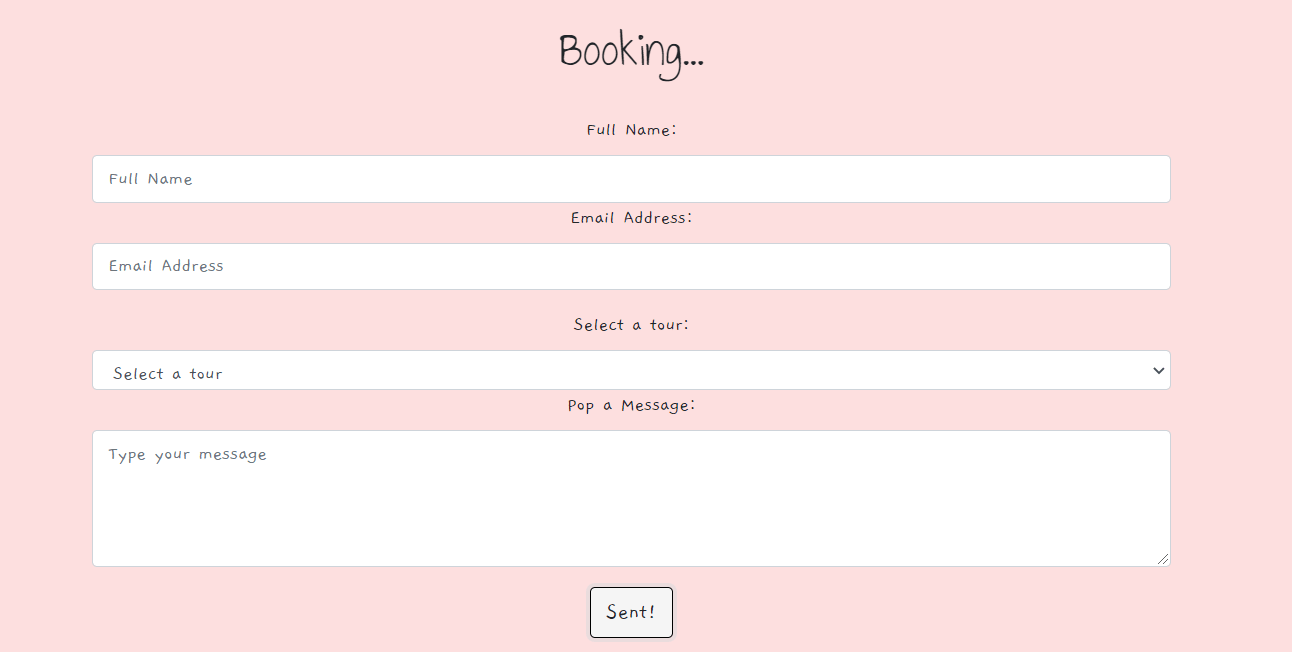 Booking...
Full Name:
Full Name
Email Address:
Email Address
Select a tour:
Select a tour
Pop a Message:
Type your message
Sent!